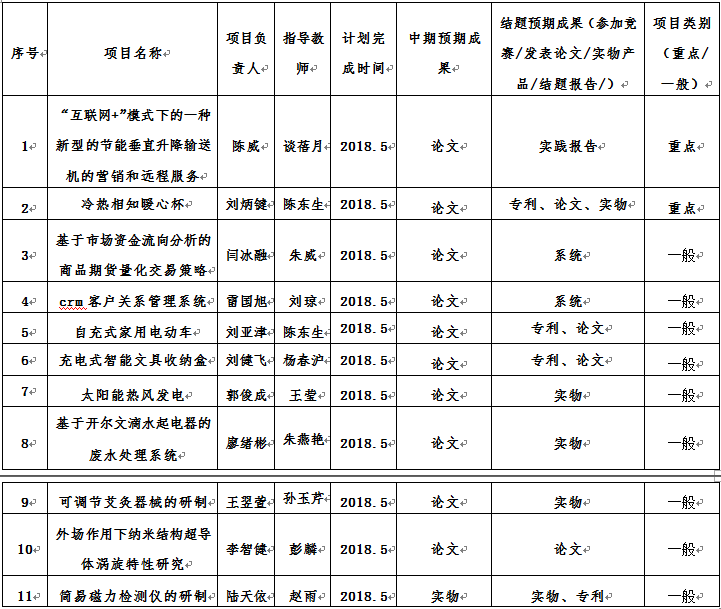 序号 项目名称 项目负责人 指导教师 计划完成时间 中期预期成果 结题预期成果（参加竞赛/发表论文/实物产品/结题报告/） 项目类别（重点/一般）
1 “互联网+”模式下的一种新型的节能垂直升降输送机的营销和远程服务 陈威 谈蓓月 2018.5 论文 实践报告 重点
2 冷热相知暖心杯 刘炳键 陈东生 2018.5 论文 专利、论文、实物 重点
3 基于市场资金流向分析的商品期货量化交易策略 闫冰融 朱威 2018.5 论文 系统 一般
4 crm客户关系管理系统 雷国旭 刘琼 2018.5 论文 系统 一般
5 自充式家用电动车 刘亚津 陈东生 2018.5 论文 专利、论文 一般
6 充电式智能文具收纳盒 刘健飞 杨春沪 2018.5 论文 专利、论文 一般
7 太阳能热风发电 郭俊成 王莹 2018.5 论文 实物 一般
8 基于开尔文滴水起电器的废水处理系统 廖绪彬 朱燕艳 2018.5 论文 实物 一般
9 可调节艾灸器械的研制 王翌萱 孙玉芹 2018.5 论文 实物 一般
10 外场作用下纳米结构超导体涡旋特性研究 李智健 彭麟 2018.5 论文 论文 一般
11 简易磁力检测仪的研制 陆天依 赵雨 2018.5 实物 实物、专利 一般